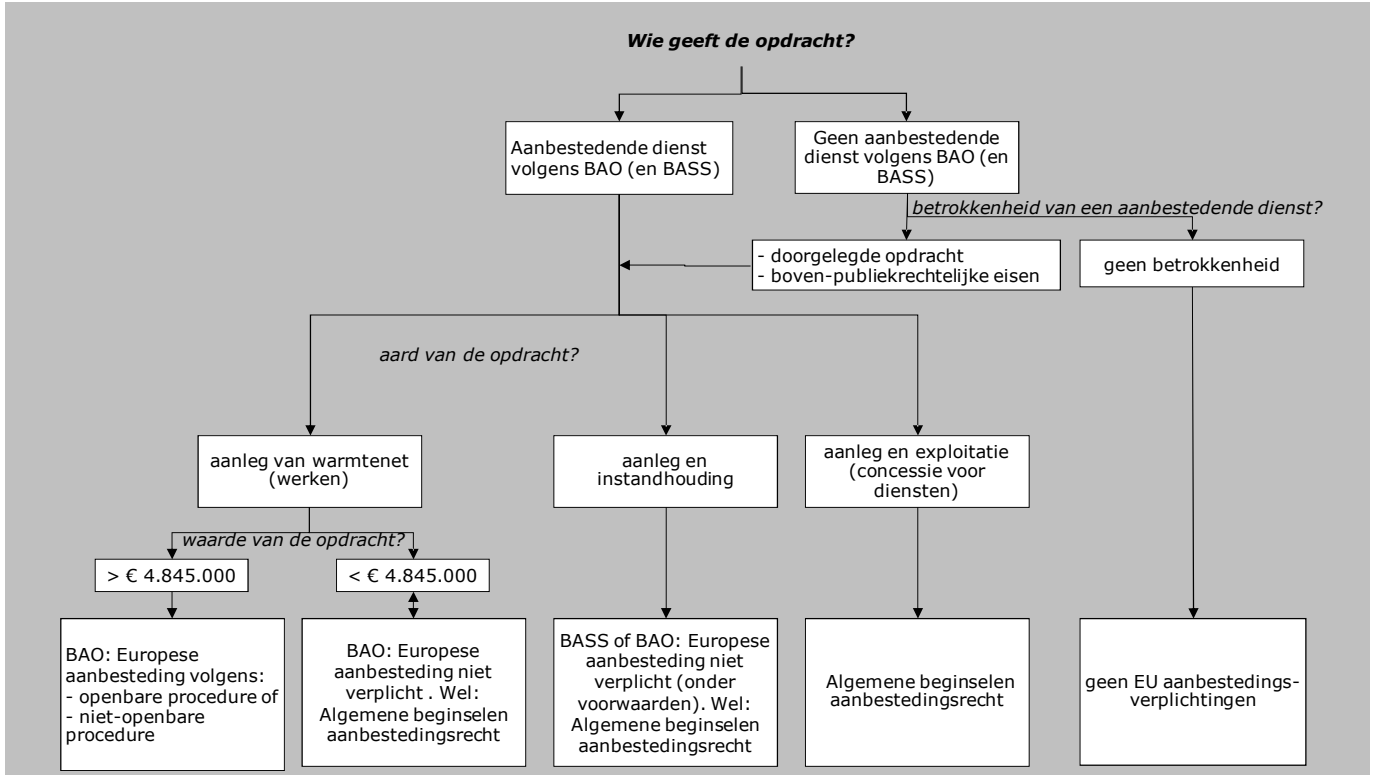 Wie geeft de opdracht?
Aanbestedende dienst
volgens BAO (en BASS)
Geen aanbestedende
dienst volgens BAO (en
BASS)
betrokkenheid van een aanbestedende dienst?
- doorgelegde opdracht
- boven-publiekrechtelijke eisen
geen betrokkenheid
aard van de opdracht?
aanleg van warmtenet
(werken)
aanleg en
instandhouding
aanleg en exploitatie
(concessie voor
diensten)
waarde van de opdracht?
> € 4.845.000
< € 4.845.000
BAO: Europese
aanbesteding volgens:
- openbare procedure of
- niet-openbare
procedure
BAO: Europese
aanbesteding niet
verplicht . Wel:
Algemene beginselen
aanbestedingsrecht
BASS of BAO: Europese
aanbesteding niet
verplicht (onder
voorwaarden). Wel:
Algemene beginselen
aanbestedingsrecht
Algemene beginselen
aanbestedingsrecht
geen EU aanbestedings-
verplichtingen